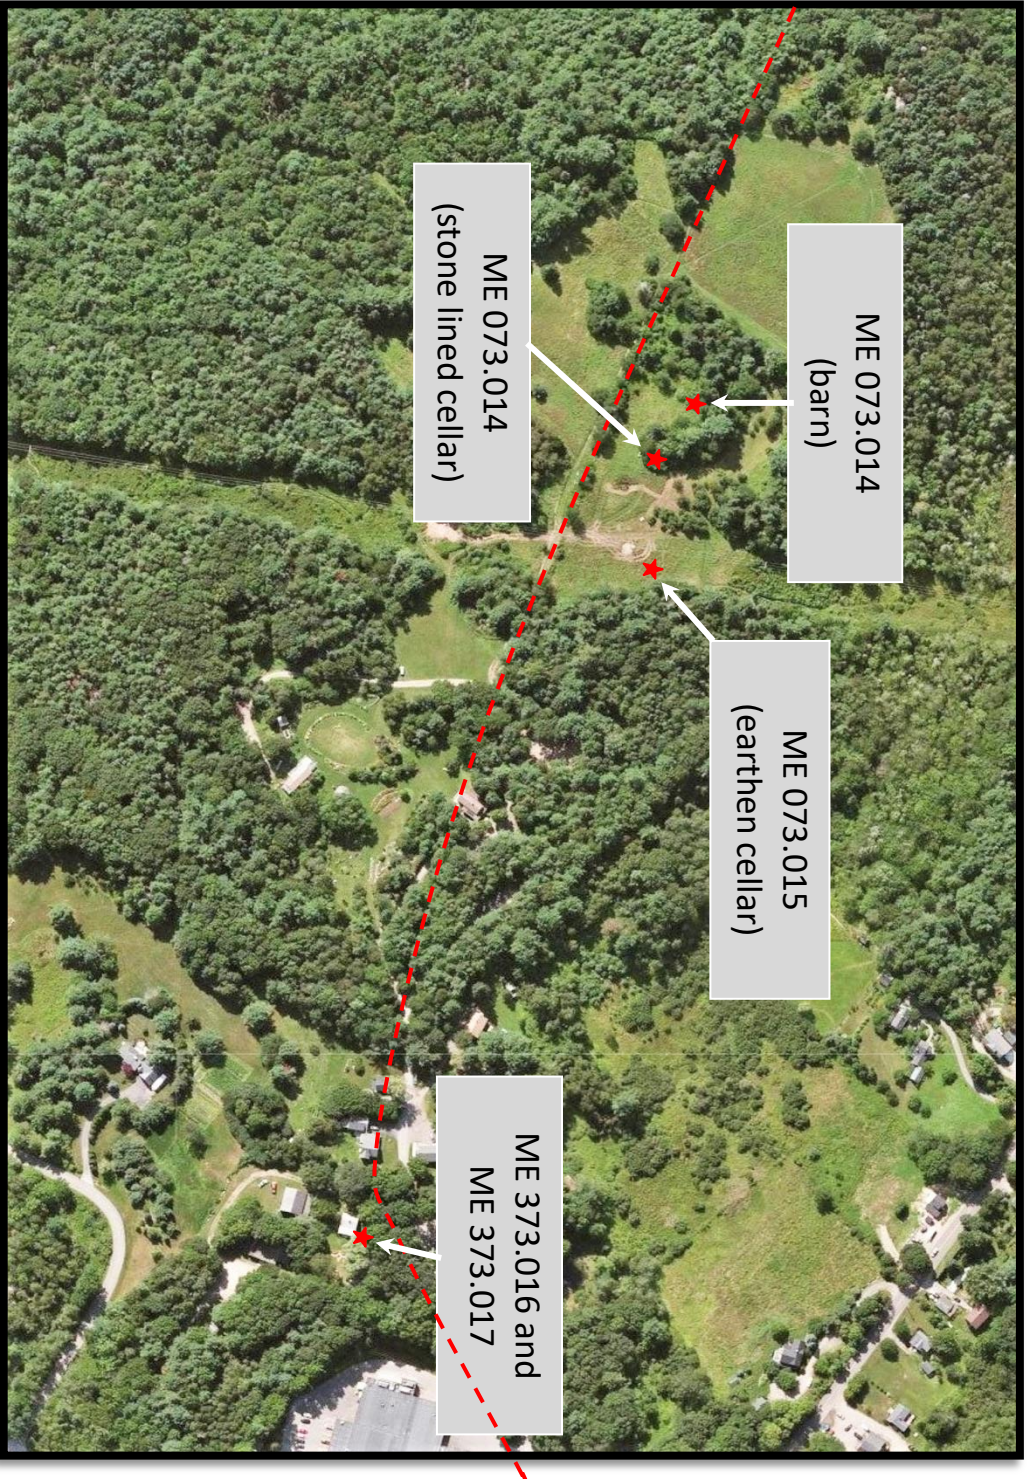 ME 073.014
(barn)
ME 073.014
(stone lined cellar)
ME 073.015
(earthen cellar)
ME 373.016 and
ME 373.017